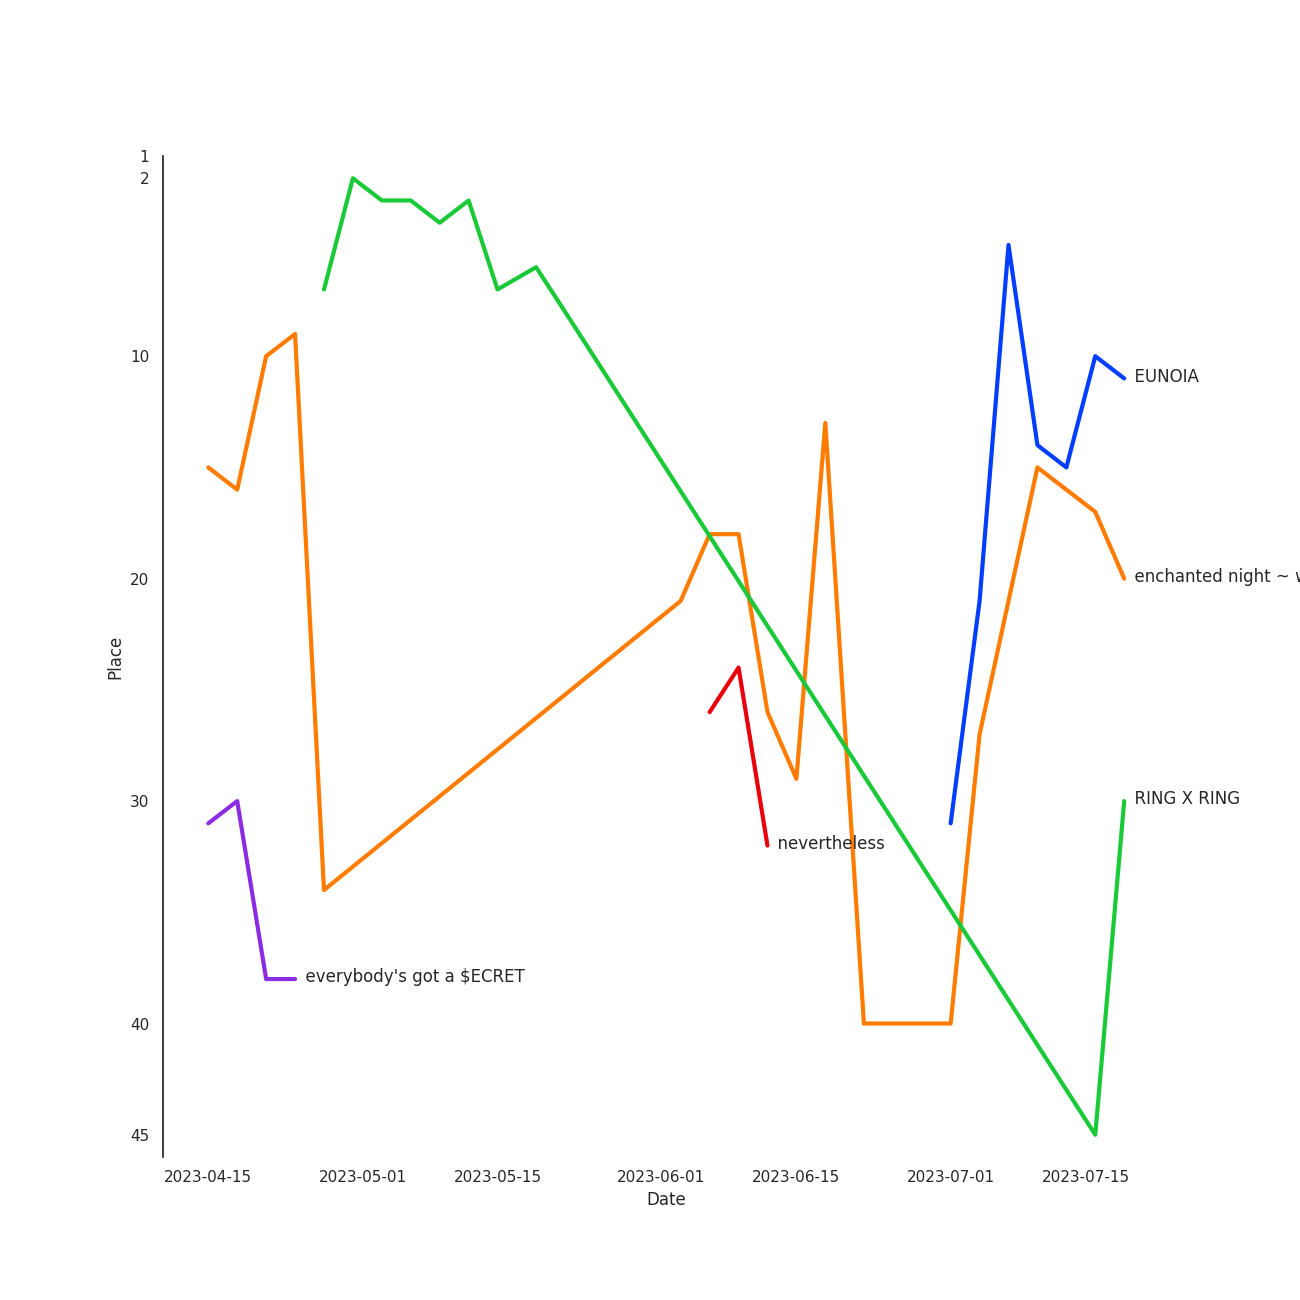 1
2
10
EUNOIA
20
enchanted night ~
Place
30
RING X RING
nevertheless
everybody's got a $ECRET
40
45
2023-04-15 2023-05-01 2023-05-15 2023-06-01 2023-06-15 2023-07-01 2023-07-15
Date